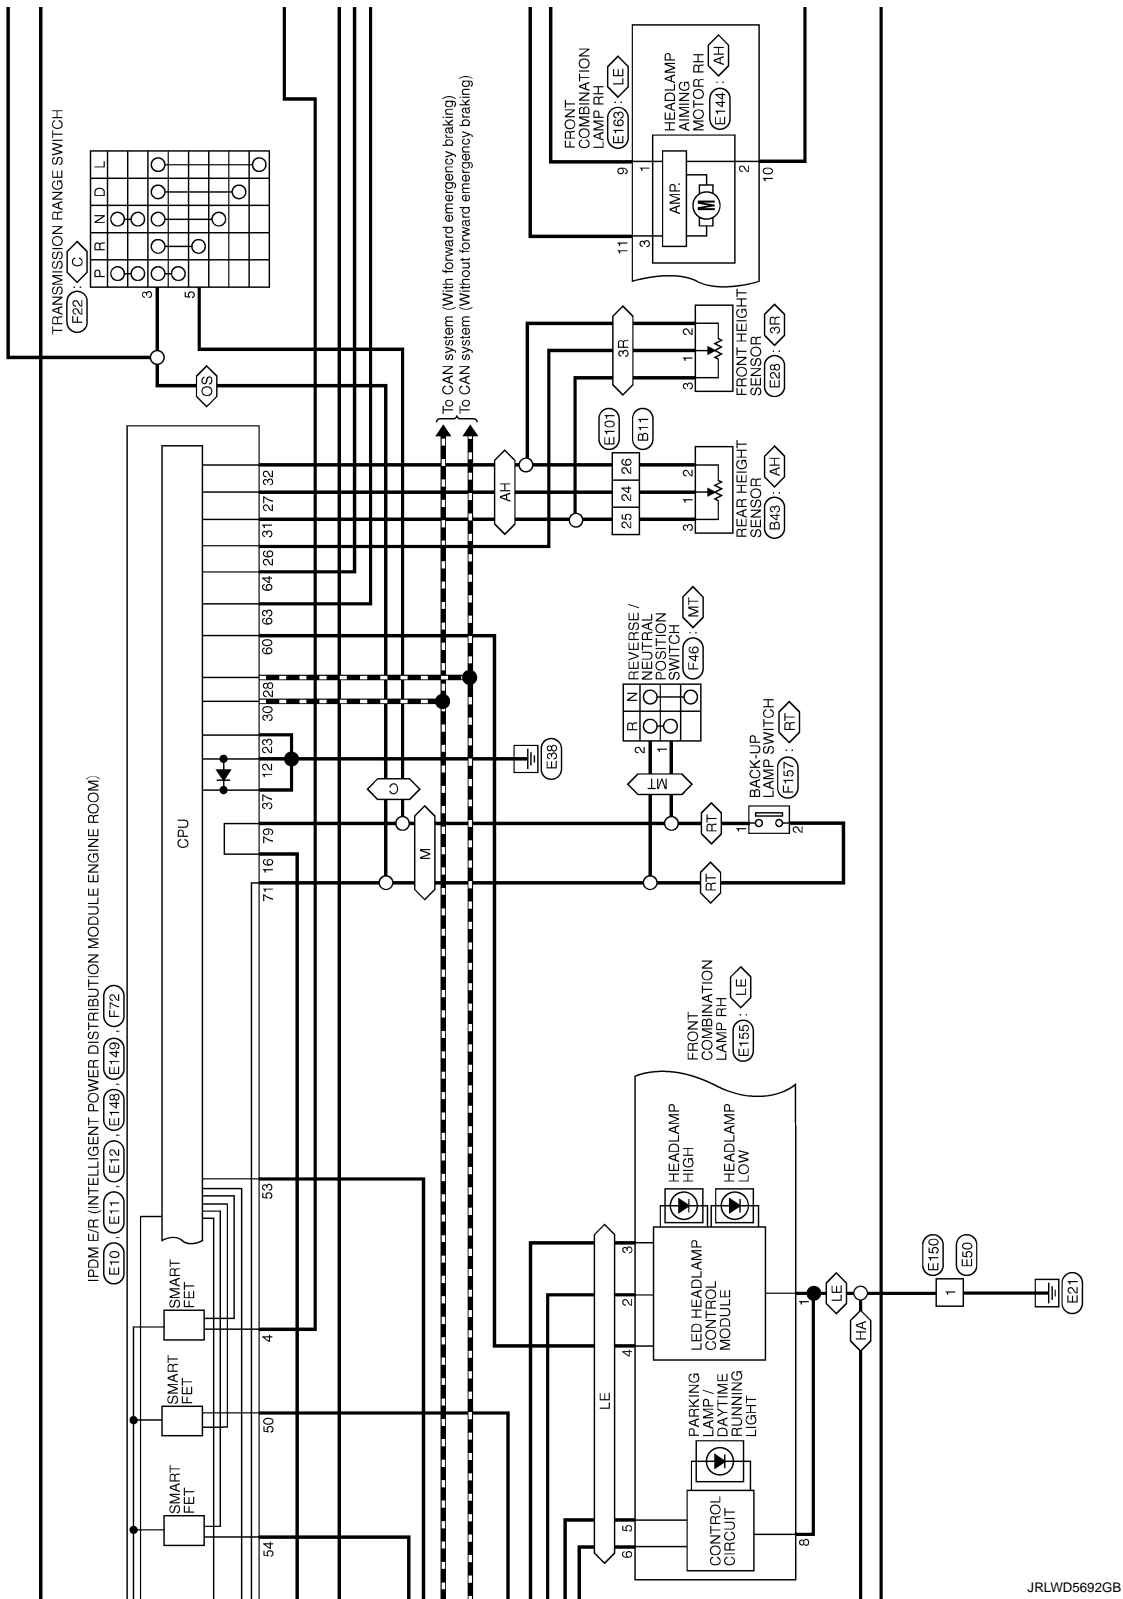 TRANSMISSION RANGE SWITCH
F22 : C
P R N D L
3
5
OS
To CAN system (With forward emergency braking)
To CAN system (Without forward emergency braking)
FRONT
COMBINATION
LAMP RH
E163 : LE
HEADLAMP
AIMING
MOTOR RH
E144 : AH
9
11
10
1
3
2
AMP.
M
3R
2
1
3
FRONT HEIGHT
SENSOR
E28 : 3R
E101
B11
AH
26
24
25
2
1
3
REAR HEIGHT
SENSOR
B43 : AH
IPDM E/R (INTELLIGENT POWER DISTRIBUTION MODULE ENGINE ROOM)
E10 , E11 , E12 , E148 , E149 , F72
CPU
32
27
31
26
64
63
60
28
30
23
12
37
79
16
71
53
4
50
54
SMART
FET
SMART
FET
SMART
FET
E38
C
M
REVERSE /
NEUTRAL
POSITION
SWITCH
F46 : MT
R N
2
1
MT
RT
RT
BACK-UP
LAMP SWITCH
F157 : RT
1
2
FRONT
COMBINATION
LAMP RH
E155 : LE
HEADLAMP
HIGH
HEADLAMP
LOW
LED HEADLAMP
CONTROL
MODULE
PARKING
LAMP /
DAYTIME
RUNNING
LIGHT
CONTROL
CIRCUIT
LE
3
2
4
5
6
1
8
LE
HA
E150
E50
1
E21
JRLWD5692GB